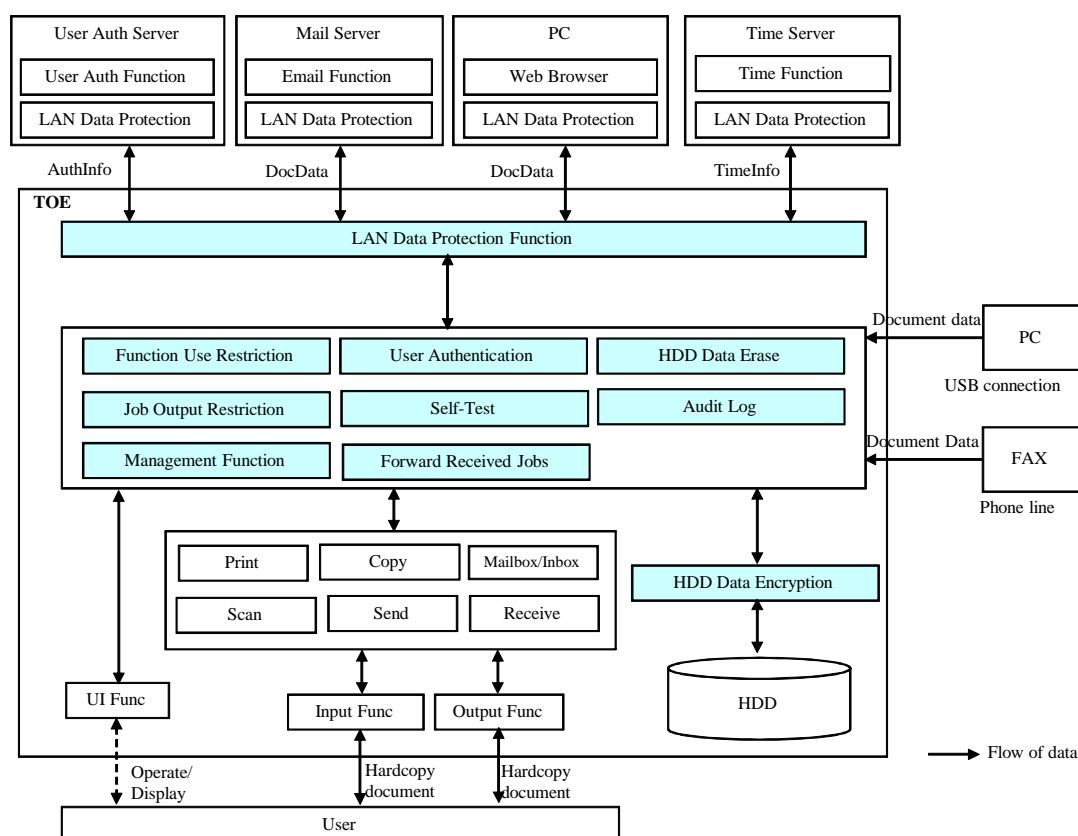 User Auth Server
User Auth Function
LAN Data Protection
Mail Server
Email Function
LAN Data Protection
PC
Web Browser
LAN Data Protection
Time Server
Time Function
LAN Data Protection
AuthInfo
DocData
DocData
TimeInfo
TOE
LAN Data Protection Function
Function Use Restriction
User Authentication
HDD Data Erase
Job Output Restriction
Self-Test
Audit Log
Management Function
Forward Received Jobs
Document data
PC
USB connection
Document Data
FAX
Phone line
Print
Copy
Mailbox/Inbox
Scan
Send
Receive
HDD Data Encryption
HDD
UI Func
Input Func
Output Func
Flow of data
Operate/
Display
Hardcopy
document
Hardcopy
document
User